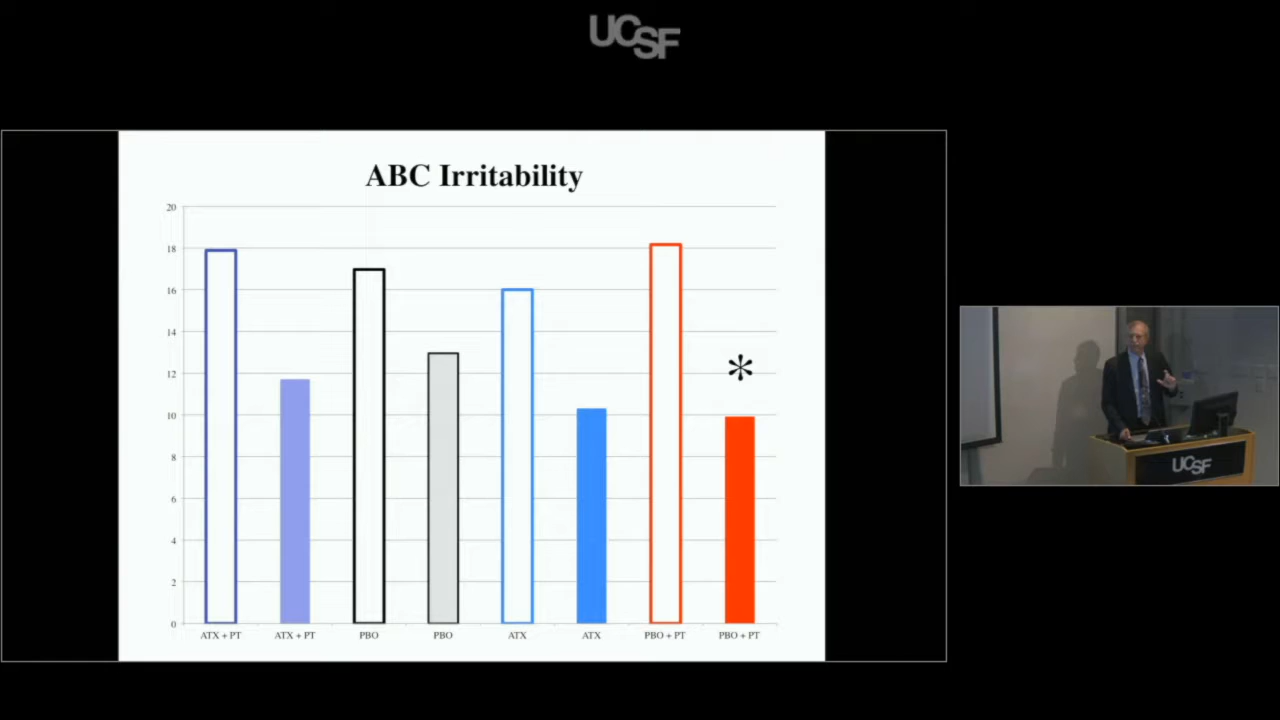 UCSF
ABC Irritability
20
18
16
14
12
*
10
8
6
4
2
0
ATX + PT
ATX + PT
PBO
PBO
ATX
ATX
PBO + PT
PBO + PT
UCSF